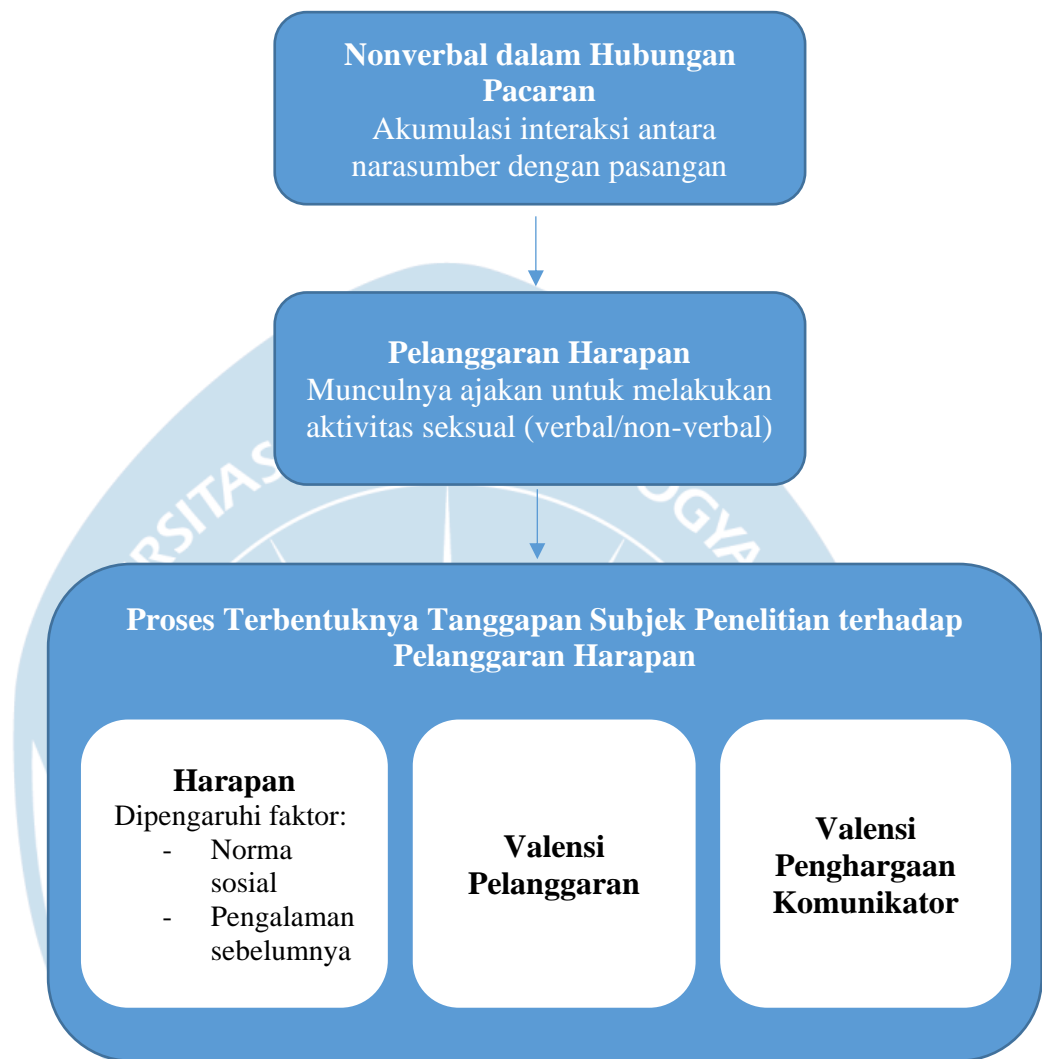 Nonverbal dalam Hubungan
Pacaran
Akumulasi interaksi antara
narasumber dengan pasangan
Pelanggaran Harapan
Munculnya ajakan untuk melakukan
aktivitas seksual (verbal/non-verbal)
Proses Terbentuknya Tanggapan Subjek Penelitian terhadap
Pelanggaran Harapan
Harapan
Dipengaruhi faktor:
- Norma
sosial
- Pengalaman
sebelumnya
Valensi
Pelanggaran
Valensi
Penghargaan
Komunikator